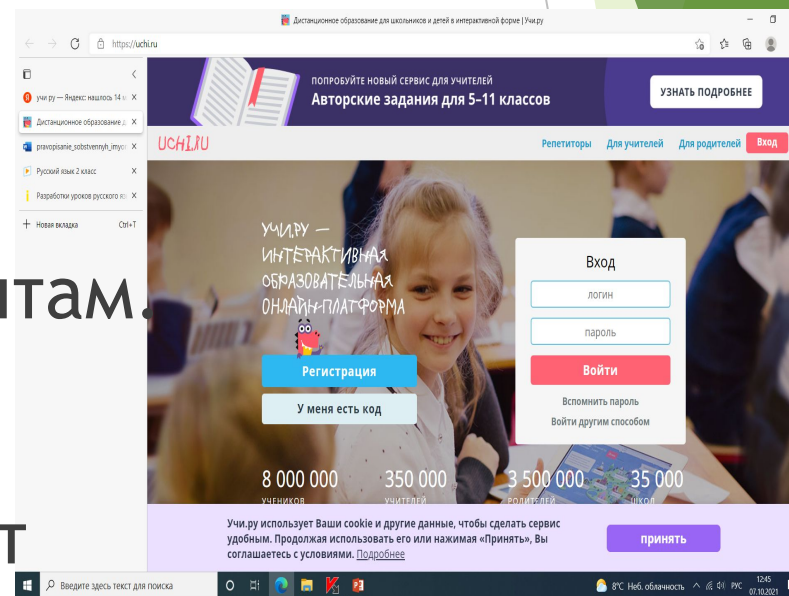 Дистанционное образование для школьников и детей в интерактивной форме | Учи.ру
https://uchi.ru
учи ру — Яндекс: нашлось 14
Дистанционное образование д
pravopisanie_sobstvennyh_imyo
Русский язык 2 класс
Разработки уроков русского яз
Новая вкладка Ctrl+T
ПОПРОБУЙТЕ НОВЫЙ СЕРВИС ДЛЯ УЧИТЕЛЕЙ
Авторские задания для 5–11 классов
УЗНАТЬ ПОДРОБНЕЕ
UCHI.RU
Репетиторы Для учителей Для родителей Вход
УЧИ.РУ —
ИНТЕРАКТИВНАЯ
ОБРАЗОВАТЕЛЬНАЯ
ОНЛАЙН-ПЛАТФОРМА
Регистрация
У меня есть код
Вход
логин
пароль
Войти
Вспомнить пароль
Войти другим способом
8 000 000 350 000 3 500 000 35 000
УЧЕНИКОВ УЧИТЕЛЕЙ РОДИТЕЛЕЙ ШКОЛ
там.
т
Учи.ру использует Ваши cookie и другие данные, чтобы сделать сервис
удобным. Продолжая использовать его или нажимая «Принять», Вы
соглашаетесь с условиями. Подробнее
принять
Введите здесь текст для поиска
8°C Неб. облачность РУС 12:45
07.10.2021